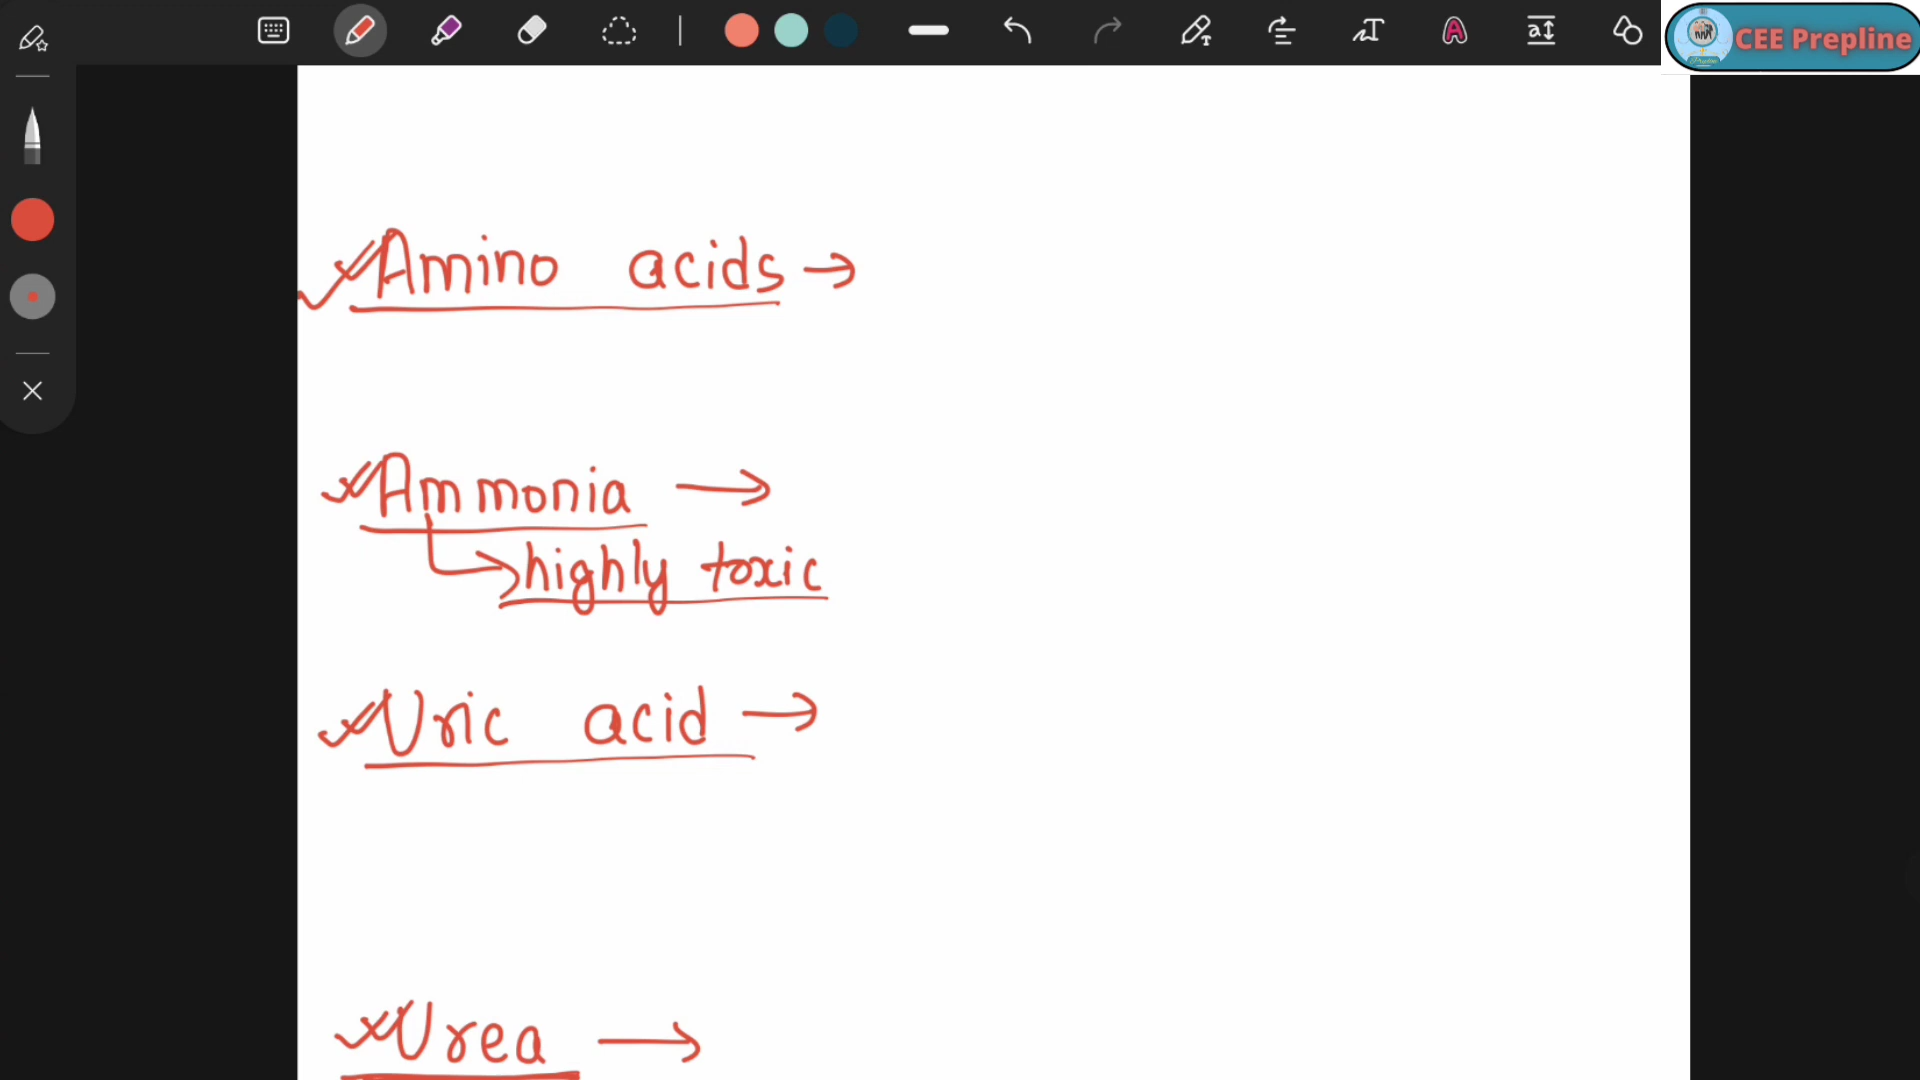 CEE Prepline
Amino acids →
Ammonia →
→ highly toxic
Uric acid →
Urea →